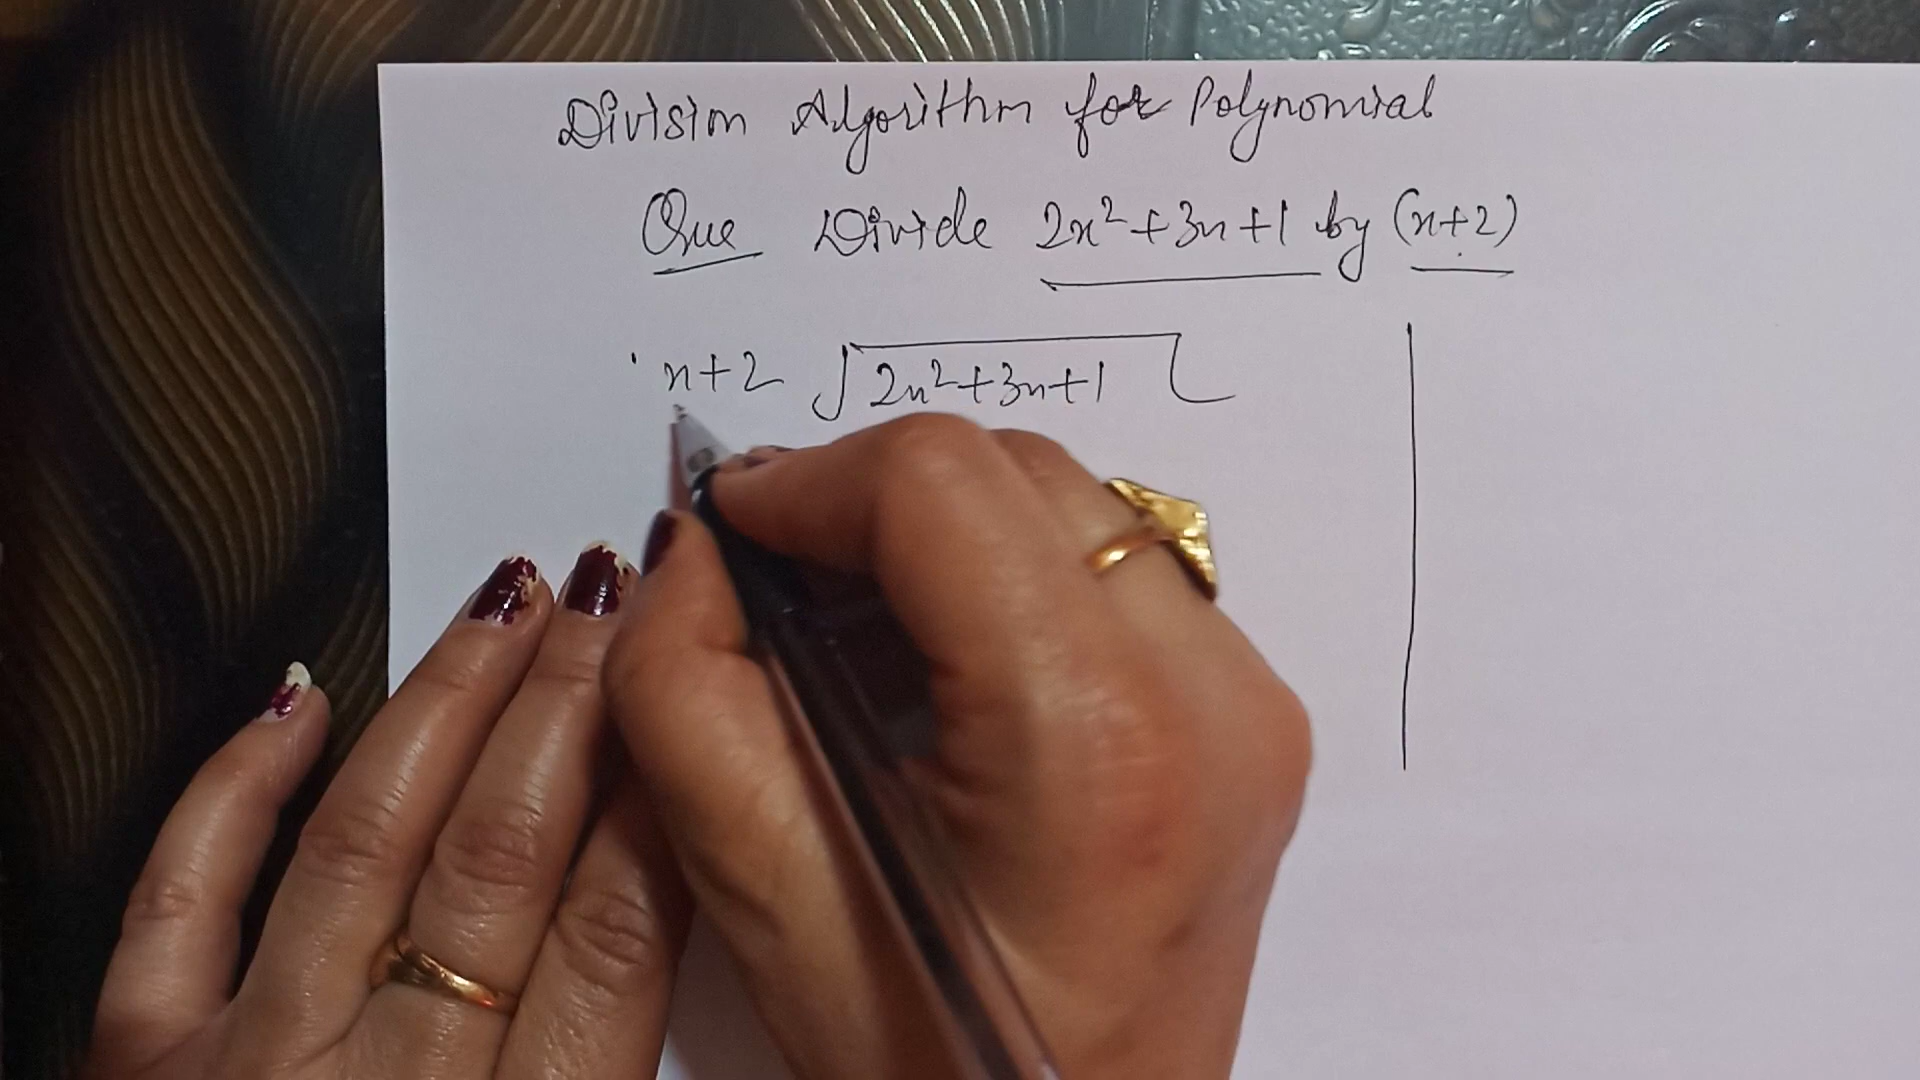 Division Algorithm for Polynomial
Que Divide 2x²+3x+1 by (x+2)
x+2 2x²+3x+1